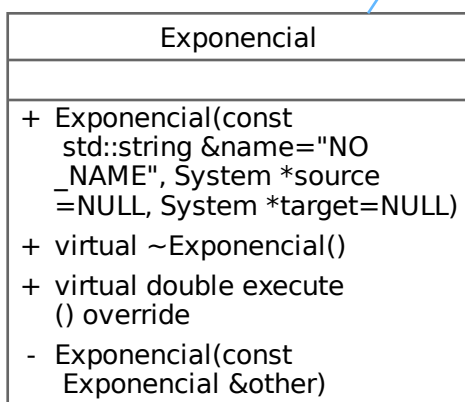 Exponencial
+ Exponencial(const
std::string &name="NO
_NAME", System *source
=NULL, System *target=NULL)
+ virtual ~Exponencial()
+ virtual double execute
() override
- Exponencial(const
Exponencial &other)